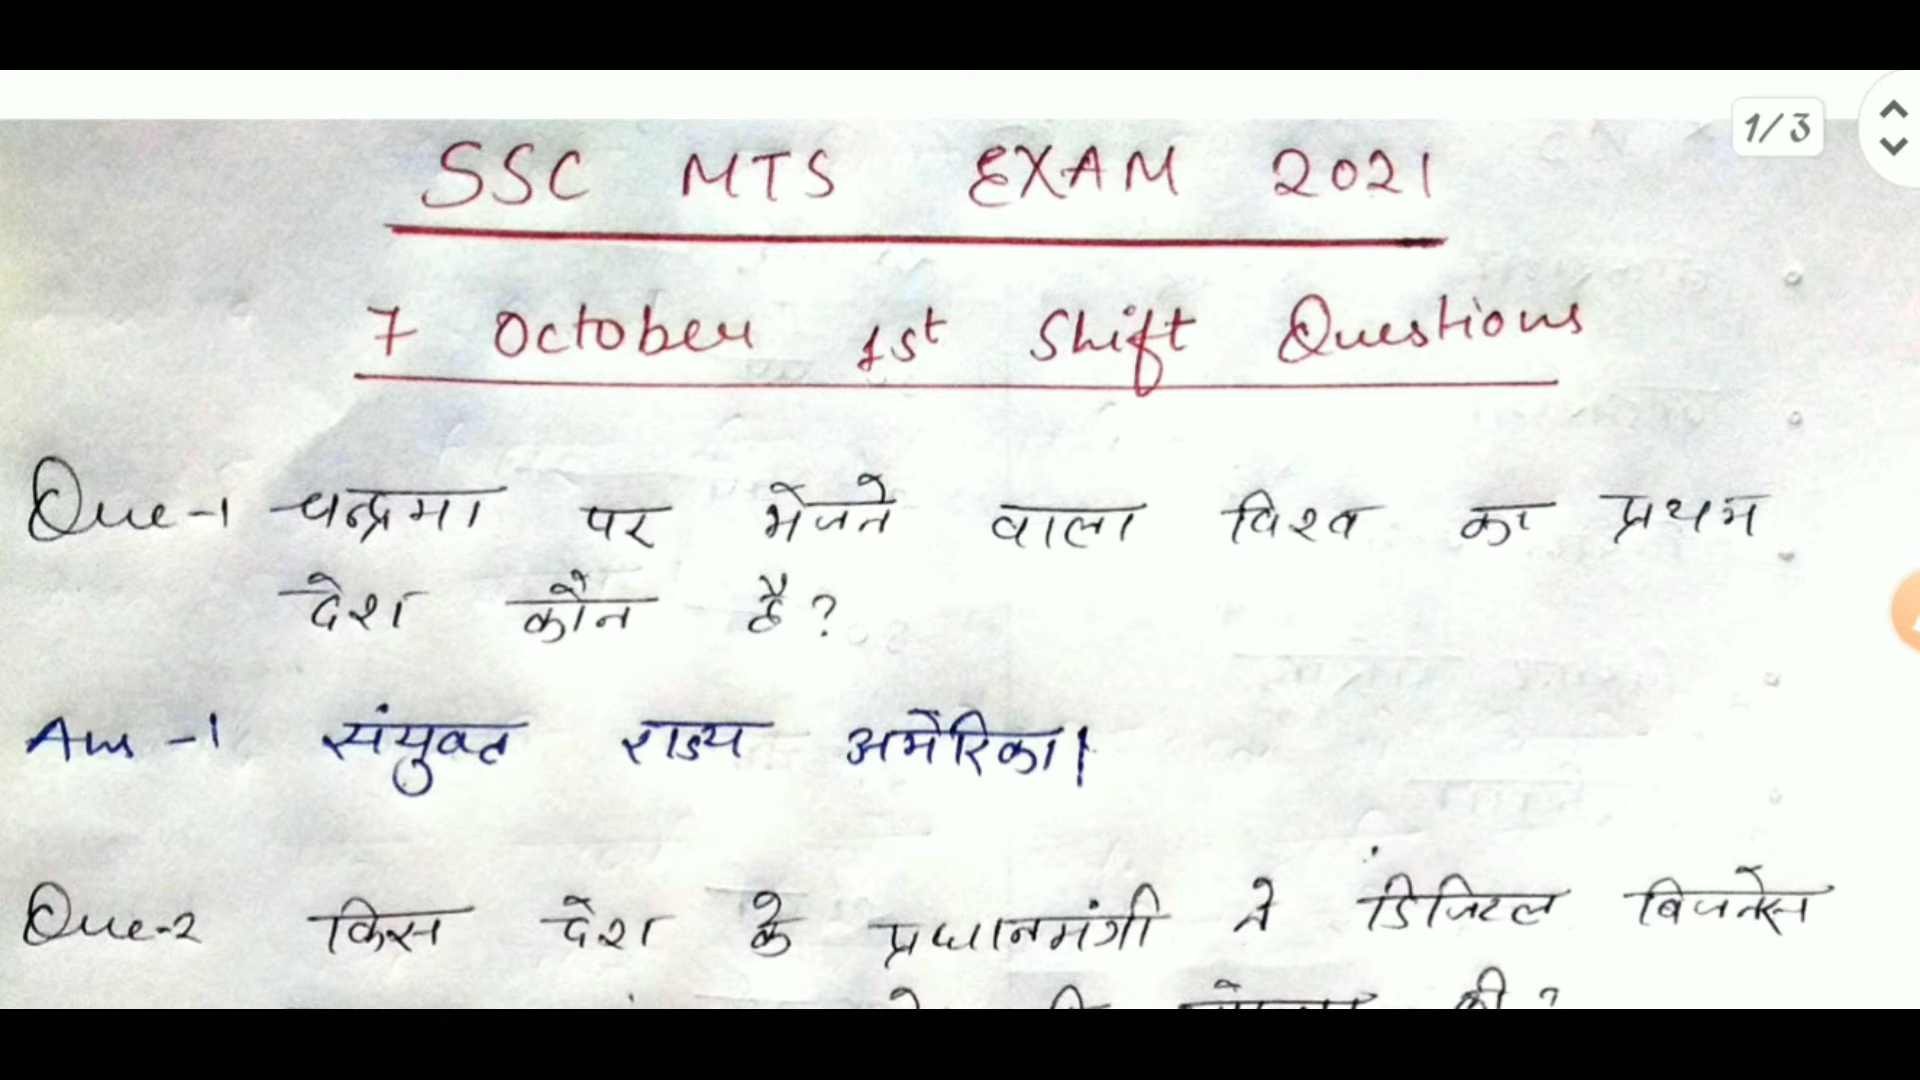 1/3
SSC MTS EXAM 2021
7 October 1st Shift Questions
Que-1 चन्द्रमा पर भेजने वाला विश्व का प्रथम
देश कौन है?
Ans-1 संयुक्त राज्य अमेरिका।
Que-2 किस देश के प्रधानमंत्री ने डिजिटल बिजनेस
की?